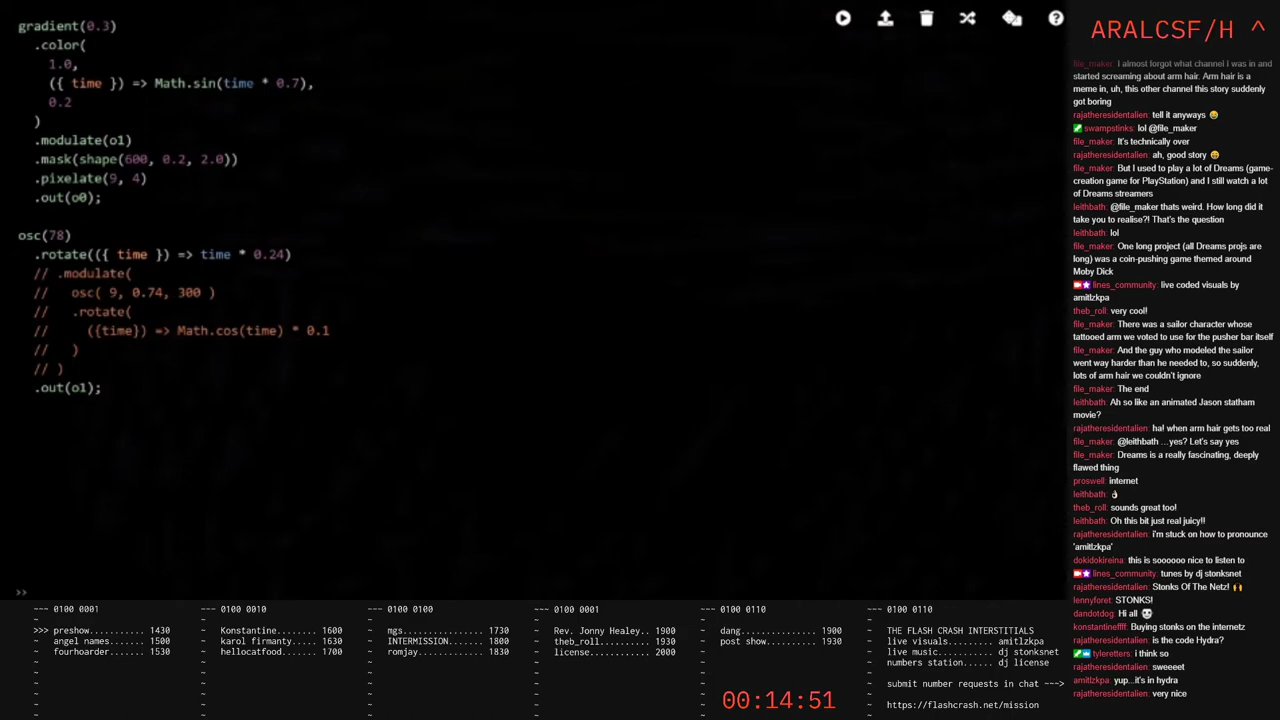 gradient(0.3)
.color(
1.0,
({ time }) => Math.sin(time * 0.7),
0.2
)
.modulate(o1)
.mask(shape(600, 0.2, 2.0))
.pixelate(9, 4)
.out(o0);
osc(78)
.rotate(({ time }) => time * 0.24)
// .modulate(
// osc( 9, 0.74, 300 )
// .rotate(
// ({time}) => Math.cos(time) * 0.1
// )
// )
.out(o1);
>>
ARALCSF/H ^
file_maker: I almost forgot what channel I was in and
started screaming about arm hair. Arm hair is a
meme in, uh, this other channel this story suddenly
got boring
rajatheresidentalien: tell it anyways
swampstinks: lol @file_maker
file_maker: It's technically over
rajatheresidentalien: ah, good story
file_maker: But I used to play a lot of Dreams (game-
creation game for PlayStation) and I still watch a lot
of Dreams streamers
leithbath: @file_maker thats weird. How long did it
take you to realise?! That's the question
leithbath: lol
file_maker: One long project (all Dreams projs are
long) was a coin-pushing game themed around
Moby Dick
lines_community: live coded visuals by
amitlzkpa
theb_roll: very cool!
file_maker: There was a sailor character whose
tattooed arm we voted to use for the pusher bar itself
file_maker: And the guy who modeled the sailor
went way harder than he needed to, so suddenly,
lots of arm hair we couldn't ignore
file_maker: The end
leithbath: Ah so like an animated Jason statham
movie?
rajatheresidentalien: ha! when arm hair gets too real
file_maker: @leithbath ...yes? Let's say yes
file_maker: Dreams is a really fascinating, deeply
flawed thing
proswell: internet
leithbath: 👌
theb_roll: sounds great too!
leithbath: Oh this bit just real juicy!!
rajatheresidentalien: i'm stuck on how to pronounce
'amitlzkpa'
dokidokireina: this is soooooo nice to listen to
lines_community: tunes by dj stonksnet
rajatheresidentalien: Stonks Of The Netz! 🙌
lennyforet: STONKS!
dandotdog: Hi all 💀
konstantineffff: Buying stonks on the internetz
rajatheresidentalien: is the code Hydra?
tyleretters: i think so
rajatheresidentalien: sweeeet
amitlzkpa: yup...it's in hydra
rajatheresidentalien: very nice
~~~ 0100 0001
~
>>> preshow........... 1430
~ angel names....... 1500
~ fourhoarder....... 1530
~
~
~
~
~
~~~ 0100 0010
~
~ Konstantine....... 1600
~ karol firmanty.... 1630
~ hellocatfood...... 1700
~
~
~
~
~
~~~ 0100 0100
~
~ mgs............... 1730
~ INTERMISSION...... 1800
~ romjay............ 1830
~
~
~
~
~
~~~ 0100 0001
~
~ Rev. Jonny Healey.. 1900
~ theb_roll......... 1930
~ license........... 2000
~
~
~
~
~
~~~ 0100 0110
~
~ dang.............. 1900
~ post show......... 1930
~
~
~
00:14:51
~~~ 0100 0110
~
~ THE FLASH CRASH INTERSTITIALS
~ live visuals...... amitlzkpa
~ live music....... dj stonksnet
~ numbers station.... dj license
~
~ submit number requests in chat ~~~>
~
~ https://flashcrash.net/mission